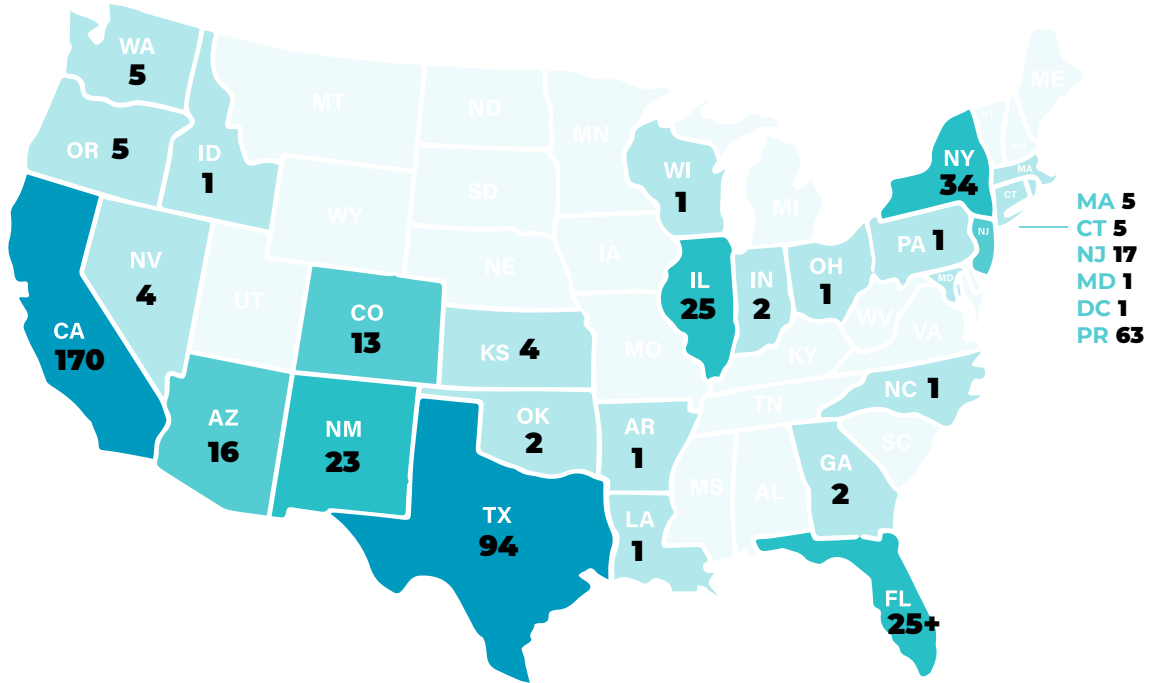 WA
5
OR 5
ID
1
MT
ND
MN
SD
WY
NE
IA
WI
1
MI
NY
34
VT
NH
ME
MA
CT
NJ
MD
MA 5
CT 5
NJ 17
MD 1
DC 1
PR 63
NV
4
UT
CA
170
CO
13
KS 4
MO
IL
25
IN
2
OH
1
PA 1
WV
VA
KY
TN
NC 1
SC
AZ
16
NM
23
OK
2
AR
1
TX
94
LA
1
MS
AL
GA
2
FL
25+